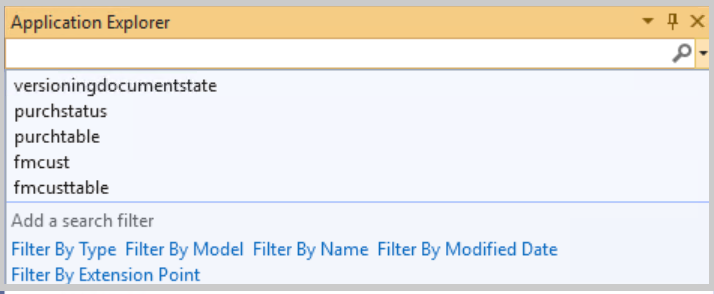 Application Explorer
versioningdocumentstate
purchstatus
purchtable
fmcust
fmcusttable
Add a search filter
Filter By Type Filter By Model Filter By Name Filter By Modified Date
Filter By Extension Point